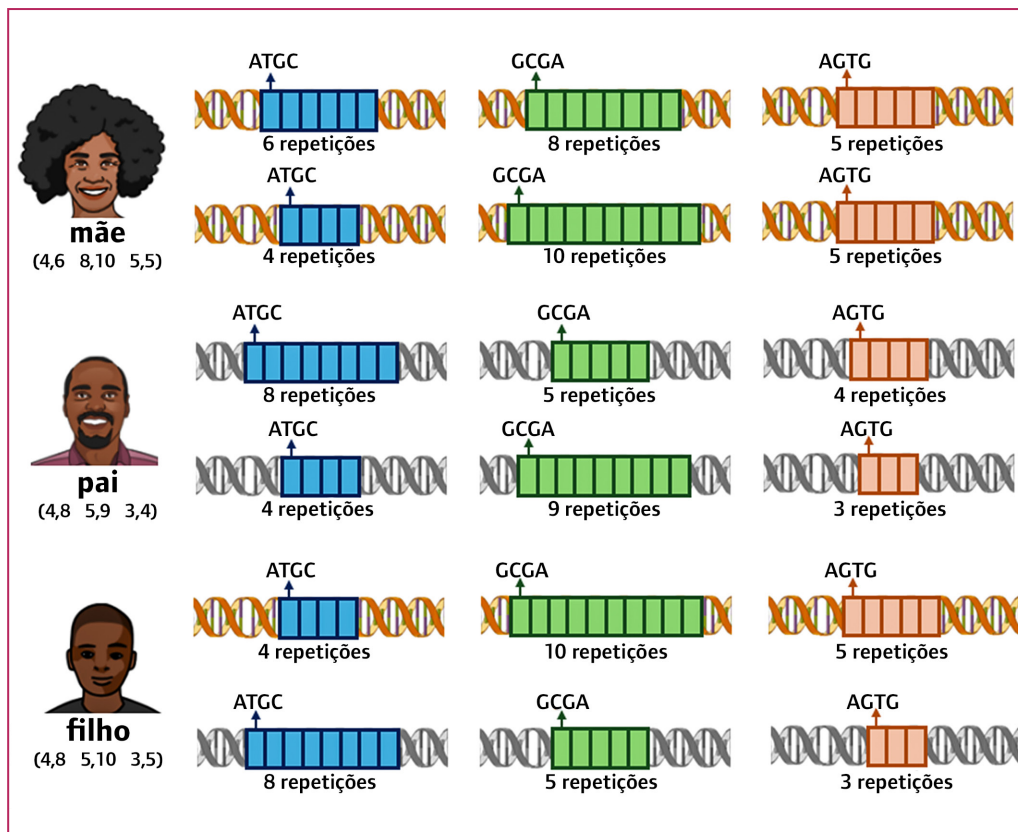 ATGC GCGA AGTG
6 repetições 8 repetições 5 repetições
ATGC GCGA AGTG
4 repetições 10 repetições 5 repetições
mãe
(4,6 8,10 5,5)
ATGC GCGA AGTG
8 repetições 5 repetições 4 repetições
ATGC GCGA AGTG
4 repetições 9 repetições 3 repetições
pai
(4,8 5,9 3,4)
ATGC GCGA AGTG
4 repetições 10 repetições 5 repetições
ATGC GCGA AGTG
8 repetições 5 repetições 3 repetições
filho
(4,8 5,10 3,5)